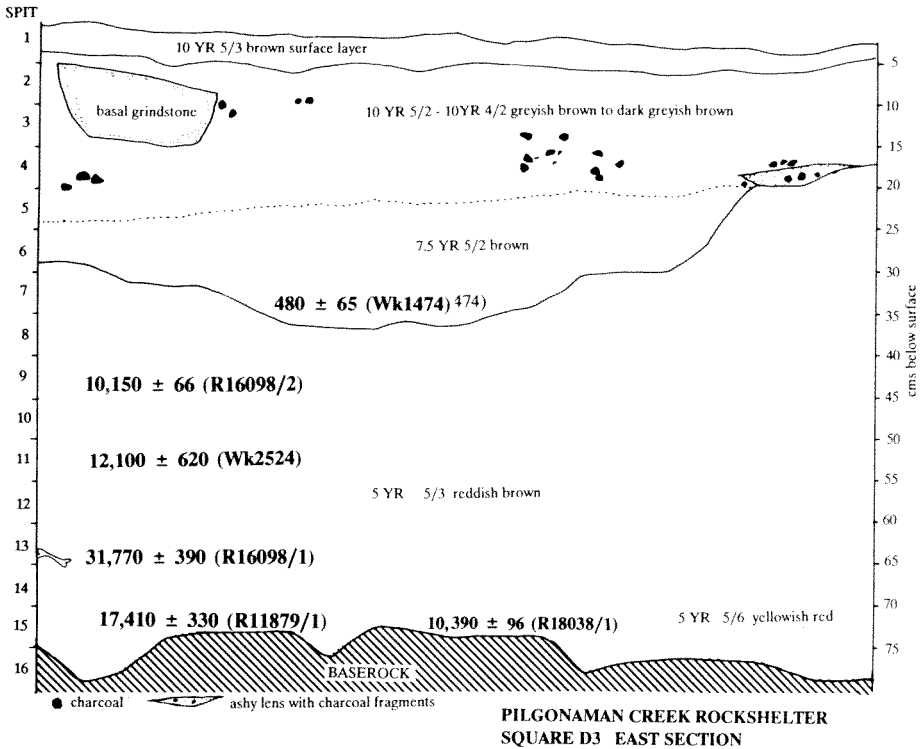 SPIT
1
10 YR 5/3 brown surface layer
5
2
basal grindstone
10 YR 5/2 - 10YR 4/2 greyish brown to dark greyish brown
10
3
15
4
20
5
7.5 YR 5/2 brown
25
6
30
7
480 ± 65 (Wk1474) 474)
35
8
40
cms below surface
9
10,150 ± 66 (R16098/2)
45
10
50
11
12,100 ± 620 (Wk2524)
55
5 YR 5/3 reddish brown
12
60
13
31,770 ± 390 (R16098/1)
65
14
70
15
17,410 ± 330 (R11879/1)
10,390 ± 96 (R18038/1)
5 YR 5/6 yellowish red
75
16
BASEROCK
charcoal
ashy lens with charcoal fragments
PILGONAMAN CREEK ROCKSHELTER
SQUARE D3 EAST SECTION